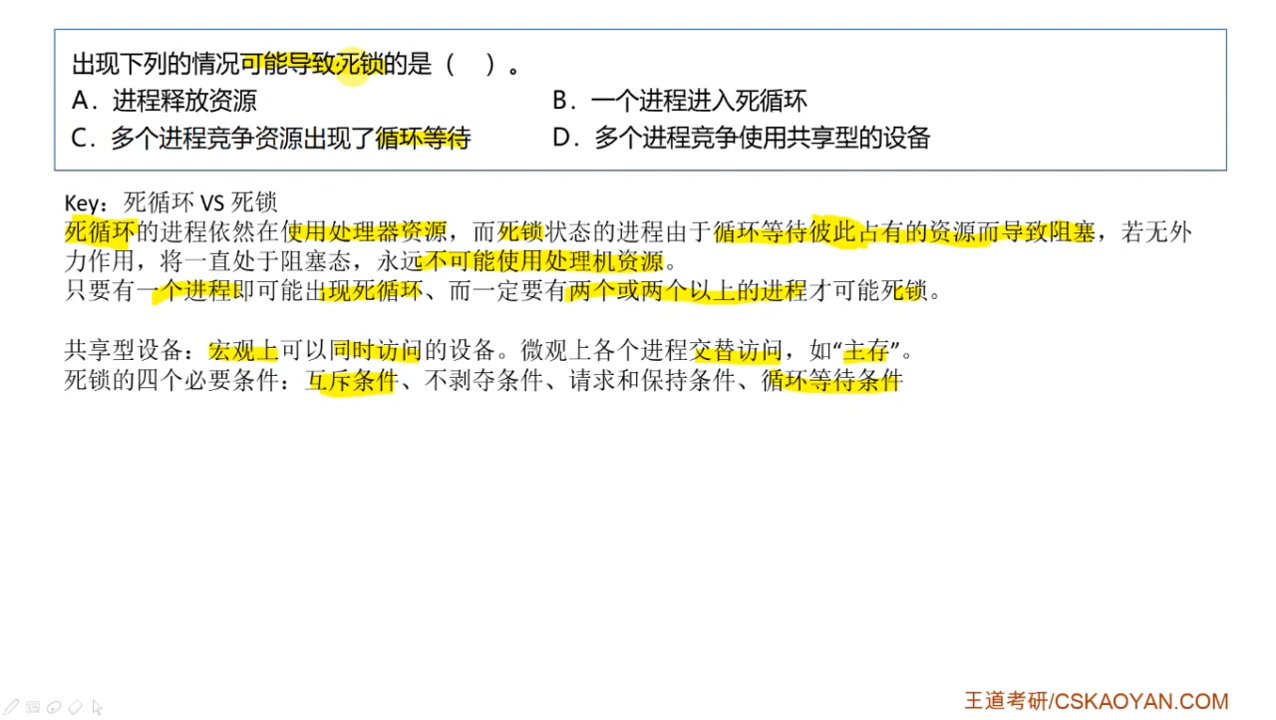 出现下列的情况可能导致死锁的是（ ）。
A．进程释放资源
B．一个进程进入死循环
C．多个进程竞争资源出现了循环等待
D．多个进程竞争使用共享型的设备
Key：死循环 VS 死锁
死循环的进程依然在使用处理器资源，而死锁状态的进程由于循环等待彼此占有的资源而导致阻塞，若无外
力作用，将一直处于阻塞态，永远不可能使用处理机资源。
只要有一个进程即可能出现死循环、而一定要有两个或两个以上的进程才可能死锁。
共享型设备：宏观上可以同时访问的设备。微观上各个进程交替访问，如“主存”。
死锁的四个必要条件：互斥条件、不剥夺条件、请求和保持条件、循环等待条件
王道考研/CSKAOYAN.COM